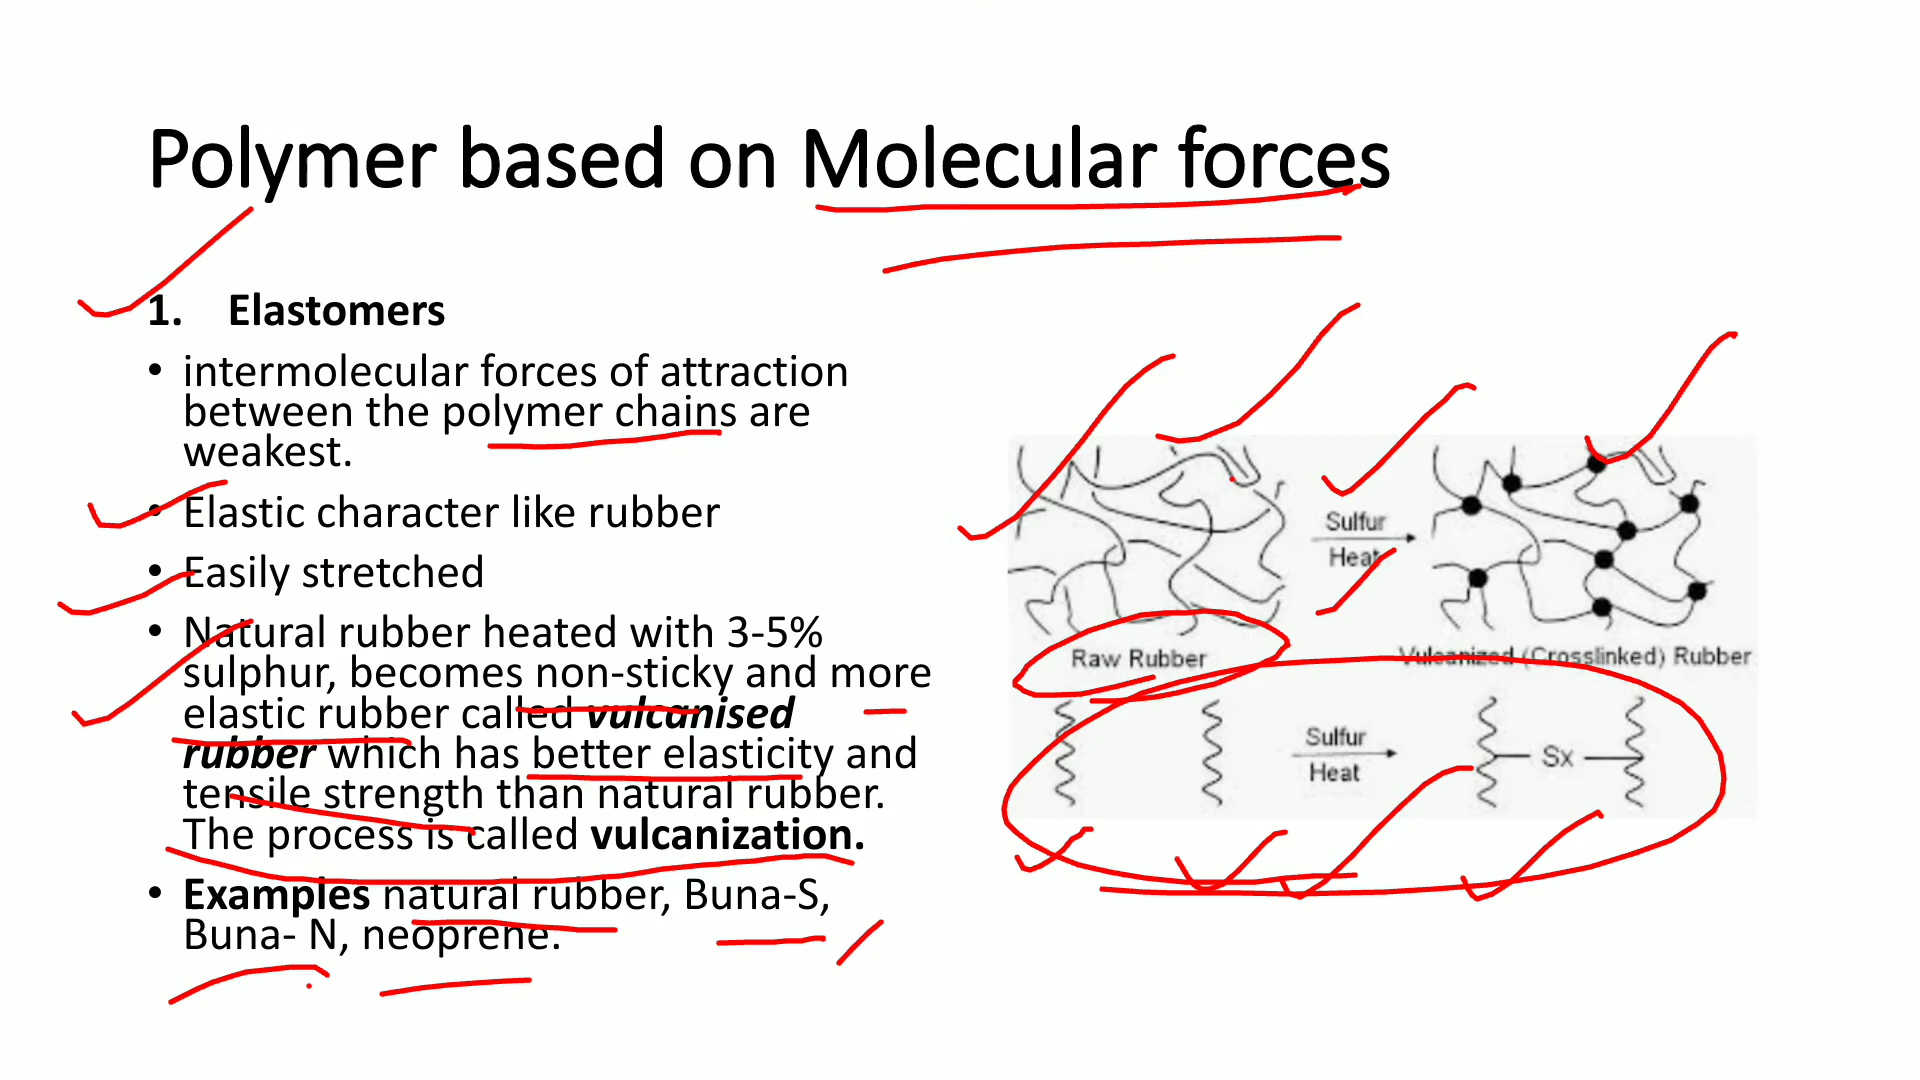 Polymer based on Molecular forces
1. Elastomers
• intermolecular forces of attraction
between the polymer chains are
weakest.
• Elastic character like rubber
• Easily stretched
• Natural rubber heated with 3-5%
sulphur, becomes non-sticky and more
elastic rubber called vulcanised
rubber which has better elasticity and
tensile strength than natural rubber.
The process is called vulcanization.
• Examples natural rubber, Buna-S,
Buna- N, neoprene.
Sulfur
Heat
Raw Rubber
Vulcanized (Crosslinked) Rubber
Sulfur
Heat
Sx